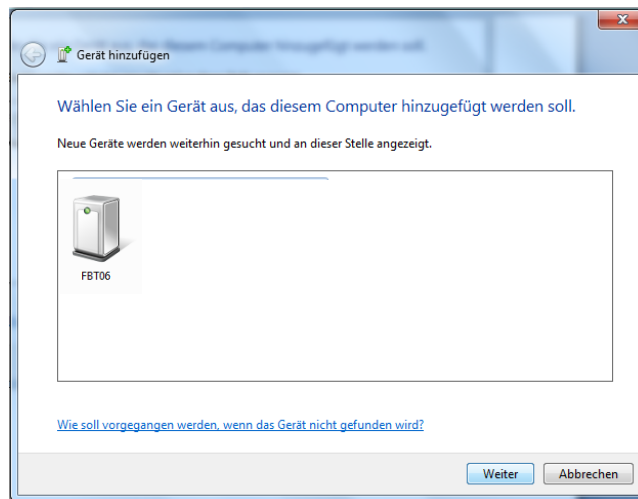 Gerät hinzufügen
Wählen Sie ein Gerät aus, das diesem Computer hinzugefügt werden soll.
Neue Geräte werden weiterhin gesucht und an dieser Stelle angezeigt.
FBT06
Wie soll vorgegangen werden, wenn das Gerät nicht gefunden wird?
Weiter
Abbrechen